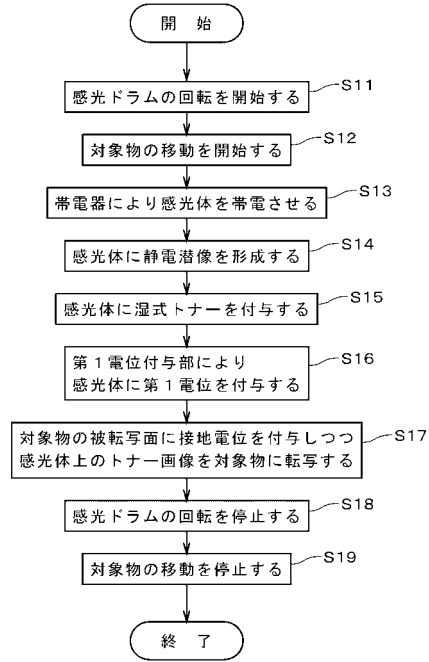 開 始
感光ドラムの回転を開始する
S11
対象物の移動を開始する
S12
帯電器により感光体を帯電させる
S13
感光体に静電潜像を形成する
S14
感光体に湿式トナーを付与する
S15
第1電位付与部により
感光体に第1電位を付与する
S16
対象物の被転写面に接地電位を付与しつつ
感光体上のトナー画像を対象物に転写する
S17
感光ドラムの回転を停止する
S18
対象物の移動を停止する
S19
終 了